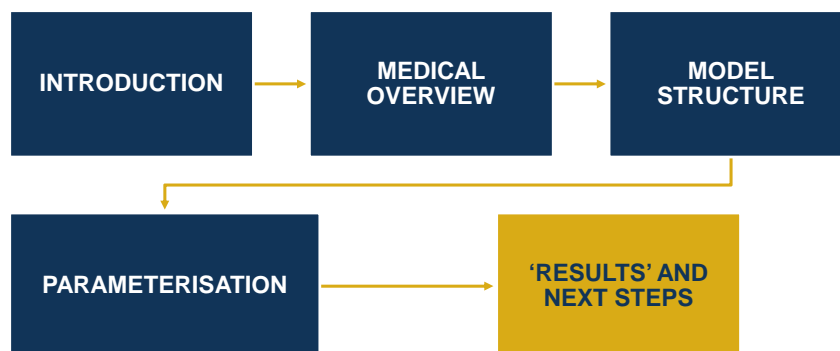 INTRODUCTION
MEDICAL
OVERVIEW
MODEL
STRUCTURE
PARAMETERISATION
‘RESULTS’ AND
NEXT STEPS